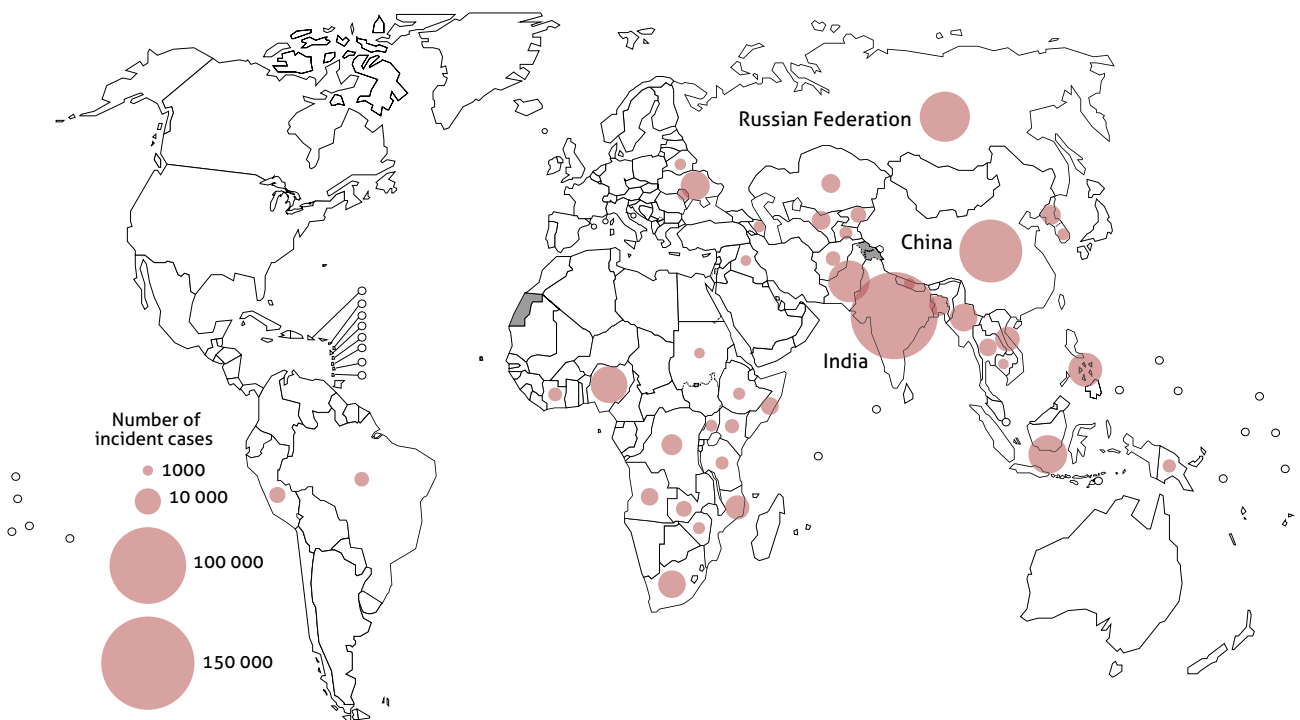 Russian Federation
China
India
Number of
incident cases
1000
10 000
100 000
150 000